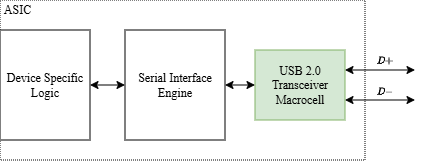 ASIC
Device Specific
Logic
Serial Interface
Engine
USB 2.0
Transceiver
Macrocell
D+
D−